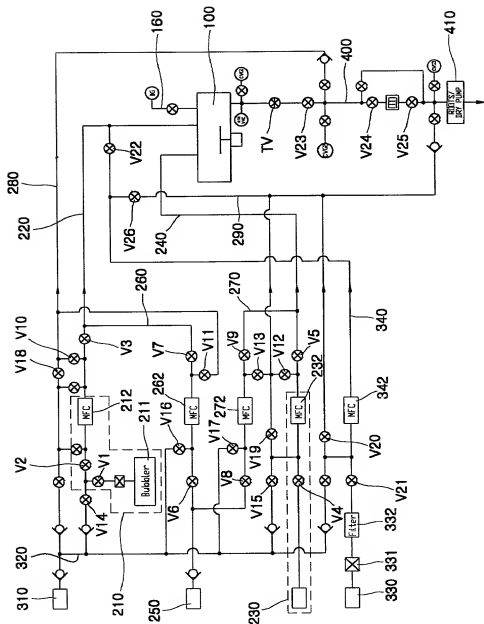 160
100
280
220
V22
V26
240
290
V10
V18
V3
260
V7
V11
270
V9
V13
V12
V5
212
MFC
262
MFC
272
MFC
232
MFC
342
MFC
340
V2
V1
211
Bubbler
V14
V16
V17
V6
V8
V19
V15
V4
V20
V21
332
Filter
331
330
320
310
210
250
230
TV
V23
400
V24
V25
410
ROOTS/
DRY PUMP